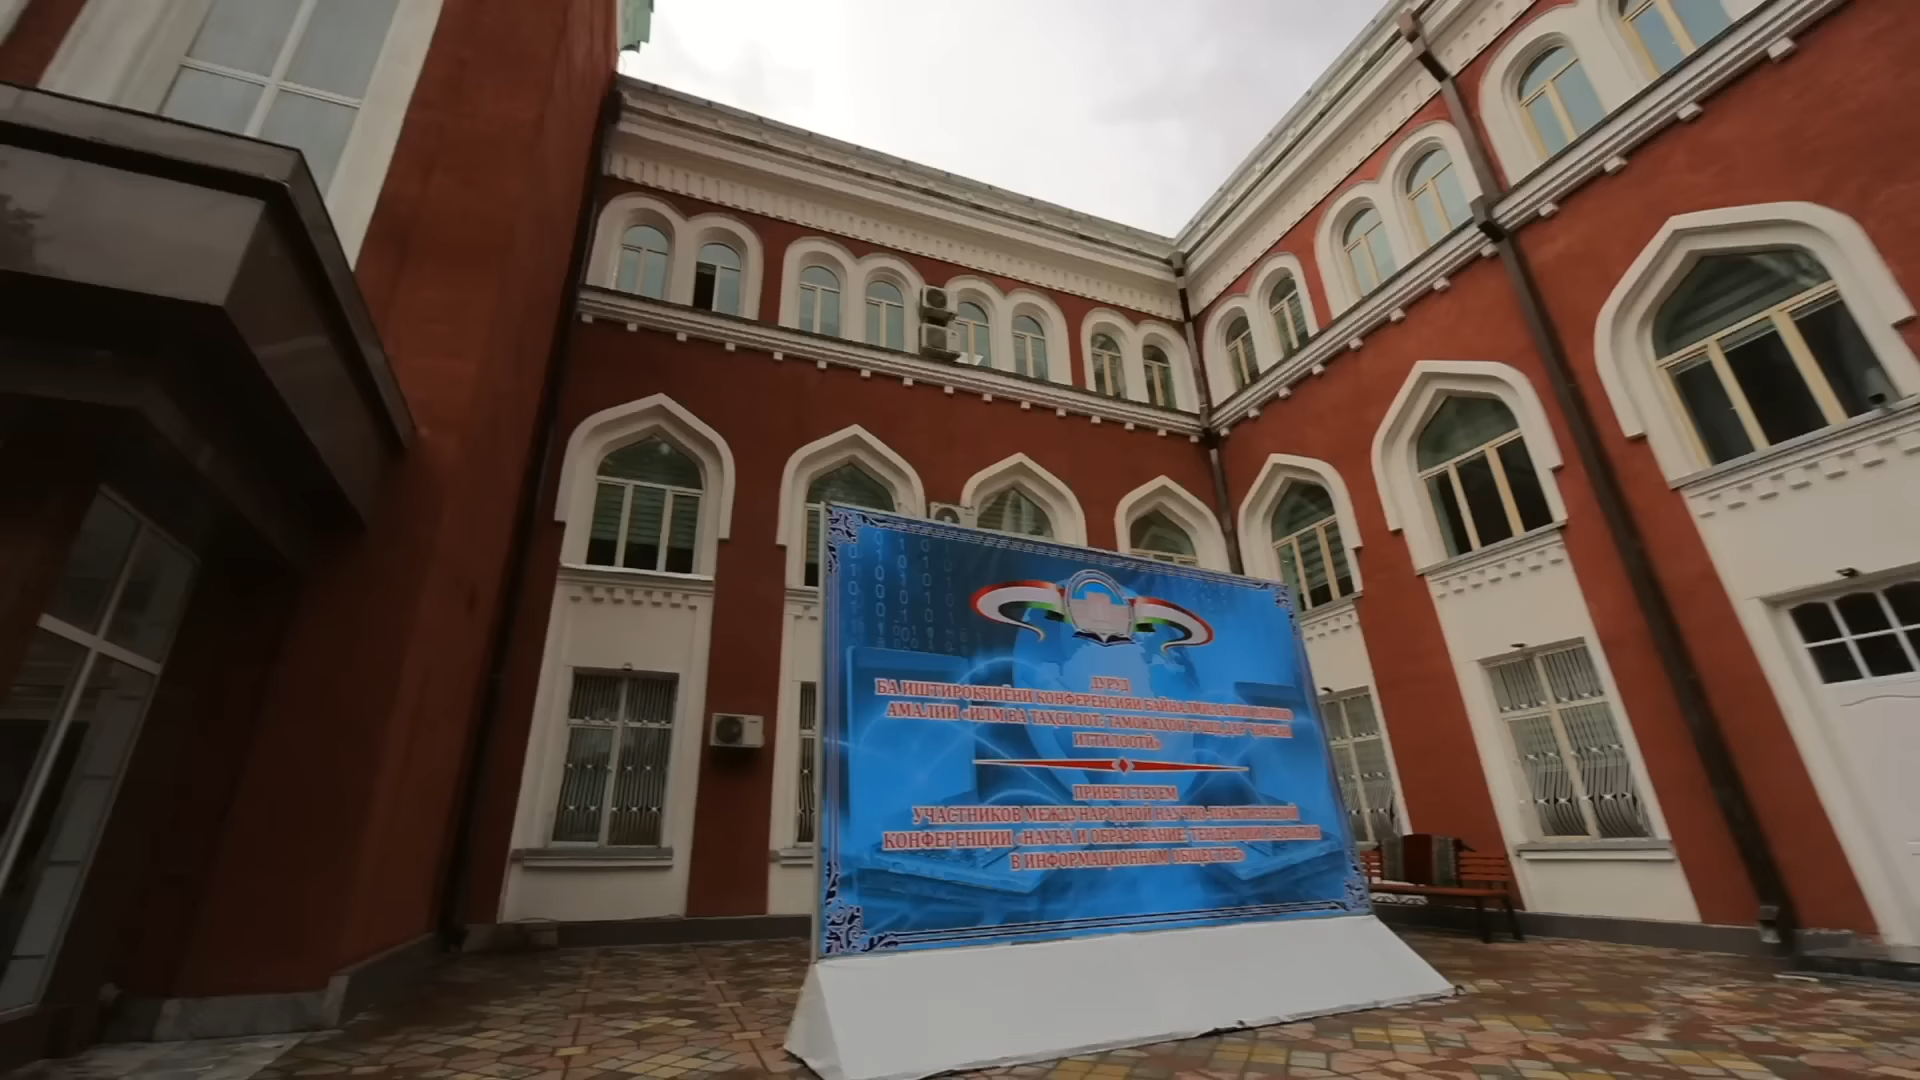 ДУРУД
БА ИШТИРОКЧИЁНИ КОНФЕРЕНСИЯИ БАЙНАЛМИЛАЛИИ
АМАЛИИ «ИЛМ ВА ТАҲСИЛОТ: ТАМОЮЛҲОИ РУШД ДАР ҶОМЕАИ
ИТТИЛООТӢ»
ПРИВЕТСТВУЕМ
УЧАСТНИКОВ МЕЖДУНАРОДНОЙ НАУЧНО-ПРАКТИЧЕСКОЙ
КОНФЕРЕНЦИИ «НАУКА И ОБРАЗОВАНИЕ: ТЕНДЕНЦИИ РАЗВИТИЯ
В ИНФОРМАЦИОННОМ ОБЩЕСТВЕ»